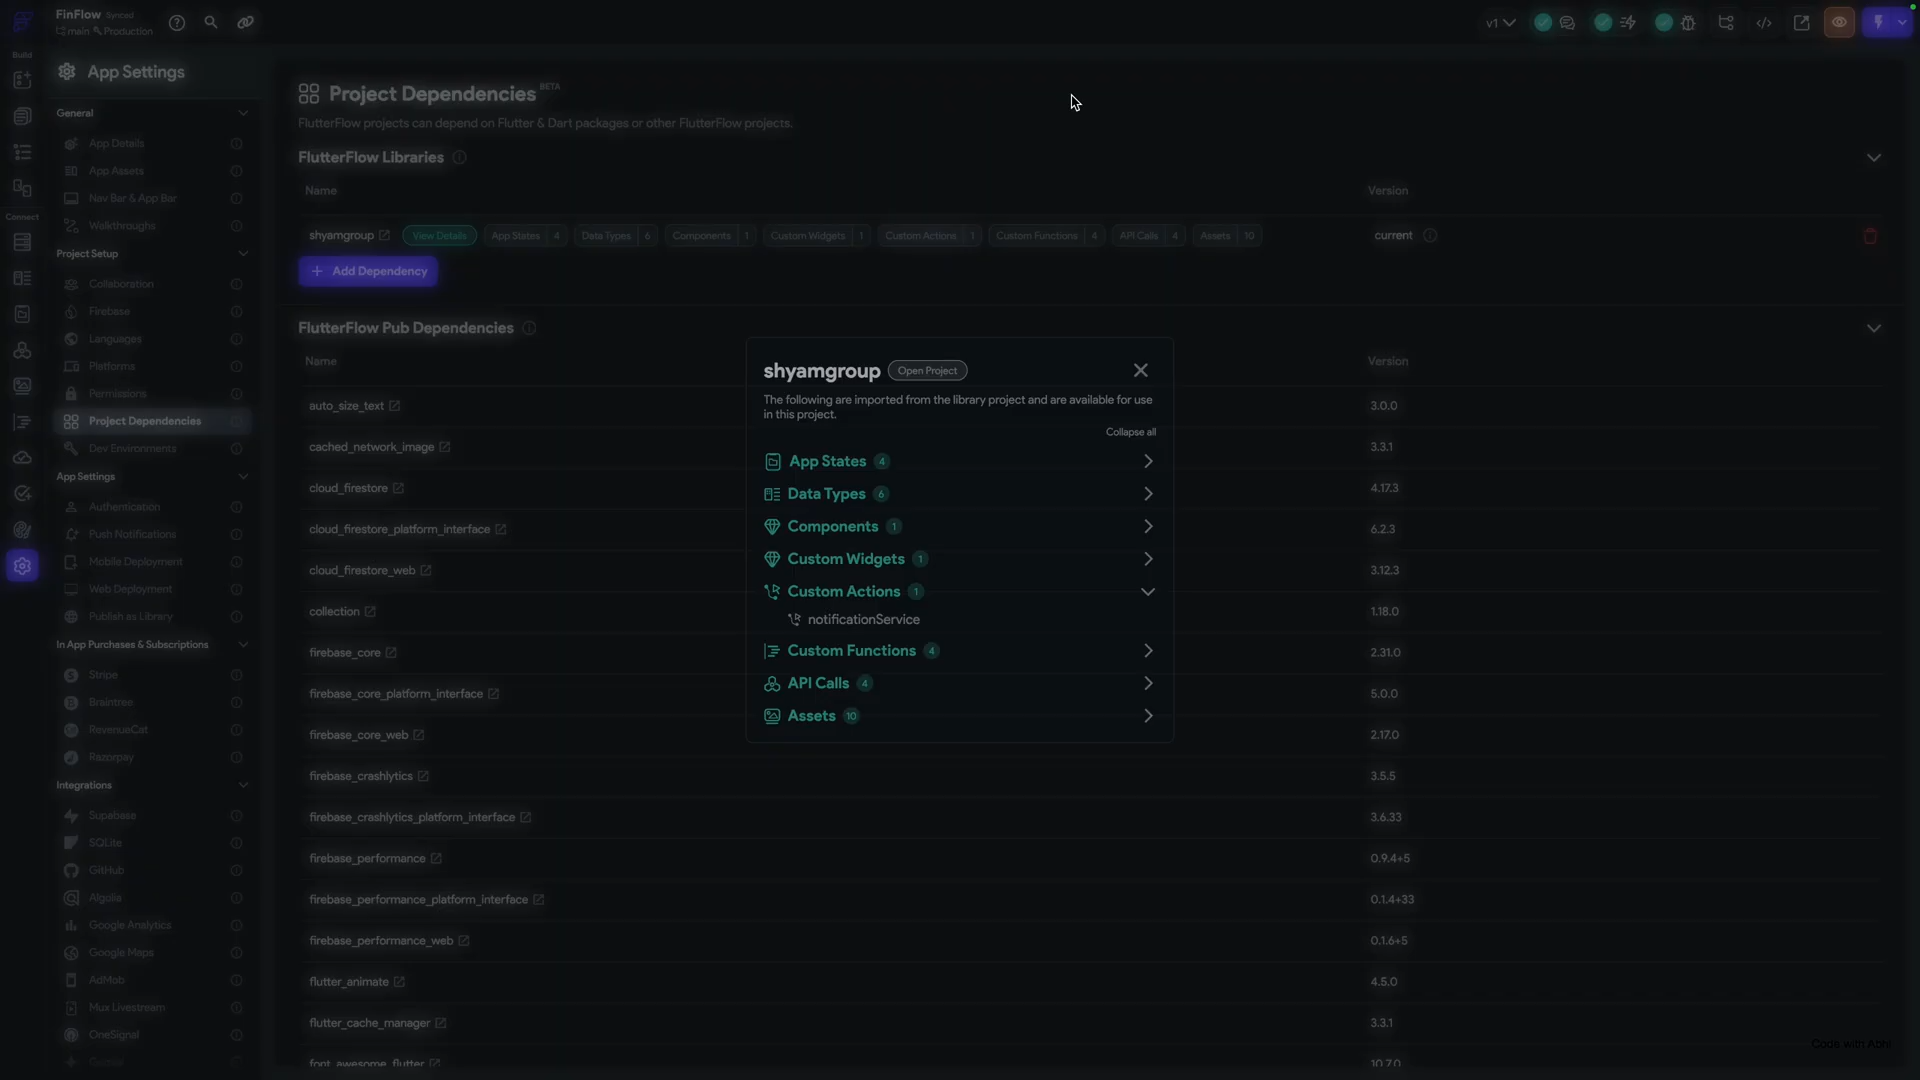 FinFlow Synced
main Production
v1
Build
Connect
App Settings
General
App Details
App Assets
Nav Bar & App Bar
Walkthroughs
Project Setup
Collaboration
Firebase
Languages
Platforms
Permissions
Project Dependencies
Dev Environments
App Settings
Authentication
Push Notifications
Mobile Deployment
Web Deployment
Publish as Library
In App Purchases & Subscriptions
Stripe
Braintree
RevenueCat
Razorpay
Integrations
Supabase
SQLite
GitHub
Algolia
Google Analytics
Google Maps
AdMob
Mux Livestream
OneSignal
Gemini
Project Dependencies BETA
FlutterFlow projects can depend on Flutter & Dart packages or other FlutterFlow projects.
FlutterFlow Libraries
Name Version
shyamgroup View Details App States 4 Data Types 6 Components 1 Custom Widgets 1 Custom Actions 1 Custom Functions 4 API Calls 4 Assets 10 current
+ Add Dependency
FlutterFlow Pub Dependencies
Name Version
auto_size_text 3.0.0
cached_network_image 3.3.1
cloud_firestore 4.17.3
cloud_firestore_platform_interface 6.2.3
cloud_firestore_web 3.12.3
collection 1.18.0
firebase_core 2.31.0
firebase_core_platform_interface 5.0.0
firebase_core_web 2.17.0
firebase_crashlytics 3.5.5
firebase_crashlytics_platform_interface 3.6.33
firebase_performance 0.9.4+5
firebase_performance_platform_interface 0.1.4+33
firebase_performance_web 0.1.6+5
flutter_animate 4.5.0
flutter_cache_manager 3.3.1
font_awesome_flutter 10.7.0
shyamgroup Open Project
The following are imported from the library project and are available for use
in this project.
Collapse all
App States 4
Data Types 6
Components 1
Custom Widgets 1
Custom Actions 1
notificationService
Custom Functions 4
API Calls 4
Assets 10
Code with Abhi